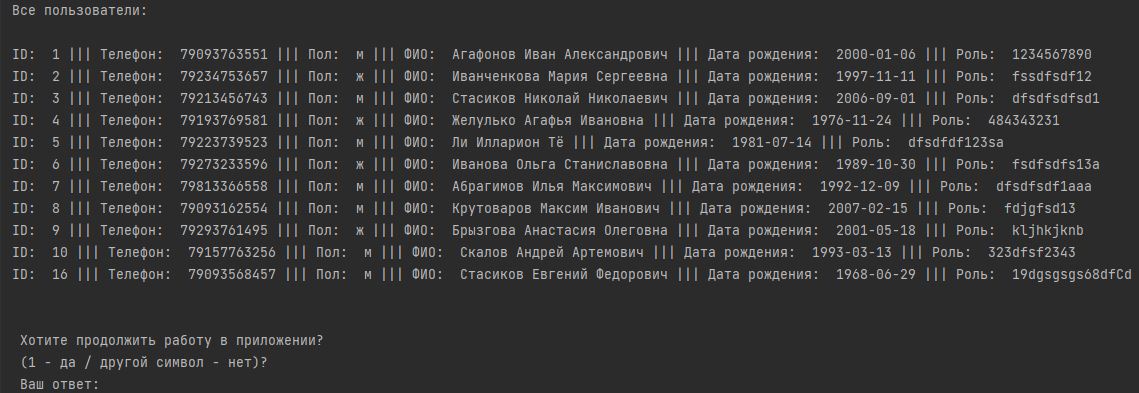 Все пользователи:
ID:  1 ||| Телефон:  79093763551 ||| Пол:  м ||| ФИО:  Агафонов Иван Александрович ||| Дата рождения:  2000-01-06 ||| Роль:  1234567890
ID:  2 ||| Телефон:  79234753657 ||| Пол:  ж ||| ФИО:  Иванченкова Мария Сергеевна ||| Дата рождения:  1997-11-11 ||| Роль:  fssdfsdf12
ID:  3 ||| Телефон:  79213456743 ||| Пол:  м ||| ФИО:  Стасиков Николай Николаевич ||| Дата рождения:  2006-09-01 ||| Роль:  dfsdfsdfsd1
ID:  4 ||| Телефон:  79193769581 ||| Пол:  ж ||| ФИО:  Желулько Агафья Ивановна ||| Дата рождения:  1976-11-24 ||| Роль:  484343231
ID:  5 ||| Телефон:  79223739523 ||| Пол:  м ||| ФИО:  Ли Илларион Тё ||| Дата рождения:  1981-07-14 ||| Роль:  dfsdfdf123sa
ID:  6 ||| Телефон:  79273233596 ||| Пол:  ж ||| ФИО:  Иванова Ольга Станиславовна ||| Дата рождения:  1989-10-30 ||| Роль:  fsdfsdfs13a
ID:  7 ||| Телефон:  79813366558 ||| Пол:  м ||| ФИО:  Абрагимов Илья Максимович ||| Дата рождения:  1992-12-09 ||| Роль:  dfsdfsdf1aaa
ID:  8 ||| Телефон:  79093162554 ||| Пол:  м ||| ФИО:  Крутоваров Максим Иванович ||| Дата рождения:  2007-02-15 ||| Роль:  fdjgfsd13
ID:  9 ||| Телефон:  79293761495 ||| Пол:  ж ||| ФИО:  Брызгова Анастасия Олеговна ||| Дата рождения:  2001-05-18 ||| Роль:  kljhkjknb
ID:  10 ||| Телефон:  79157763256 ||| Пол:  м ||| ФИО:  Скалов Андрей Артемович ||| Дата рождения:  1993-03-13 ||| Роль:  323dfsf2343
ID:  16 ||| Телефон:  79093568457 ||| Пол:  м ||| ФИО:  Стасиков Евгений Федорович ||| Дата рождения:  1968-06-29 ||| Роль:  19dgsgsgs68dfCd
Хотите продолжить работу в приложении?
(1 - да / другой символ - нет)?
Ваш ответ: